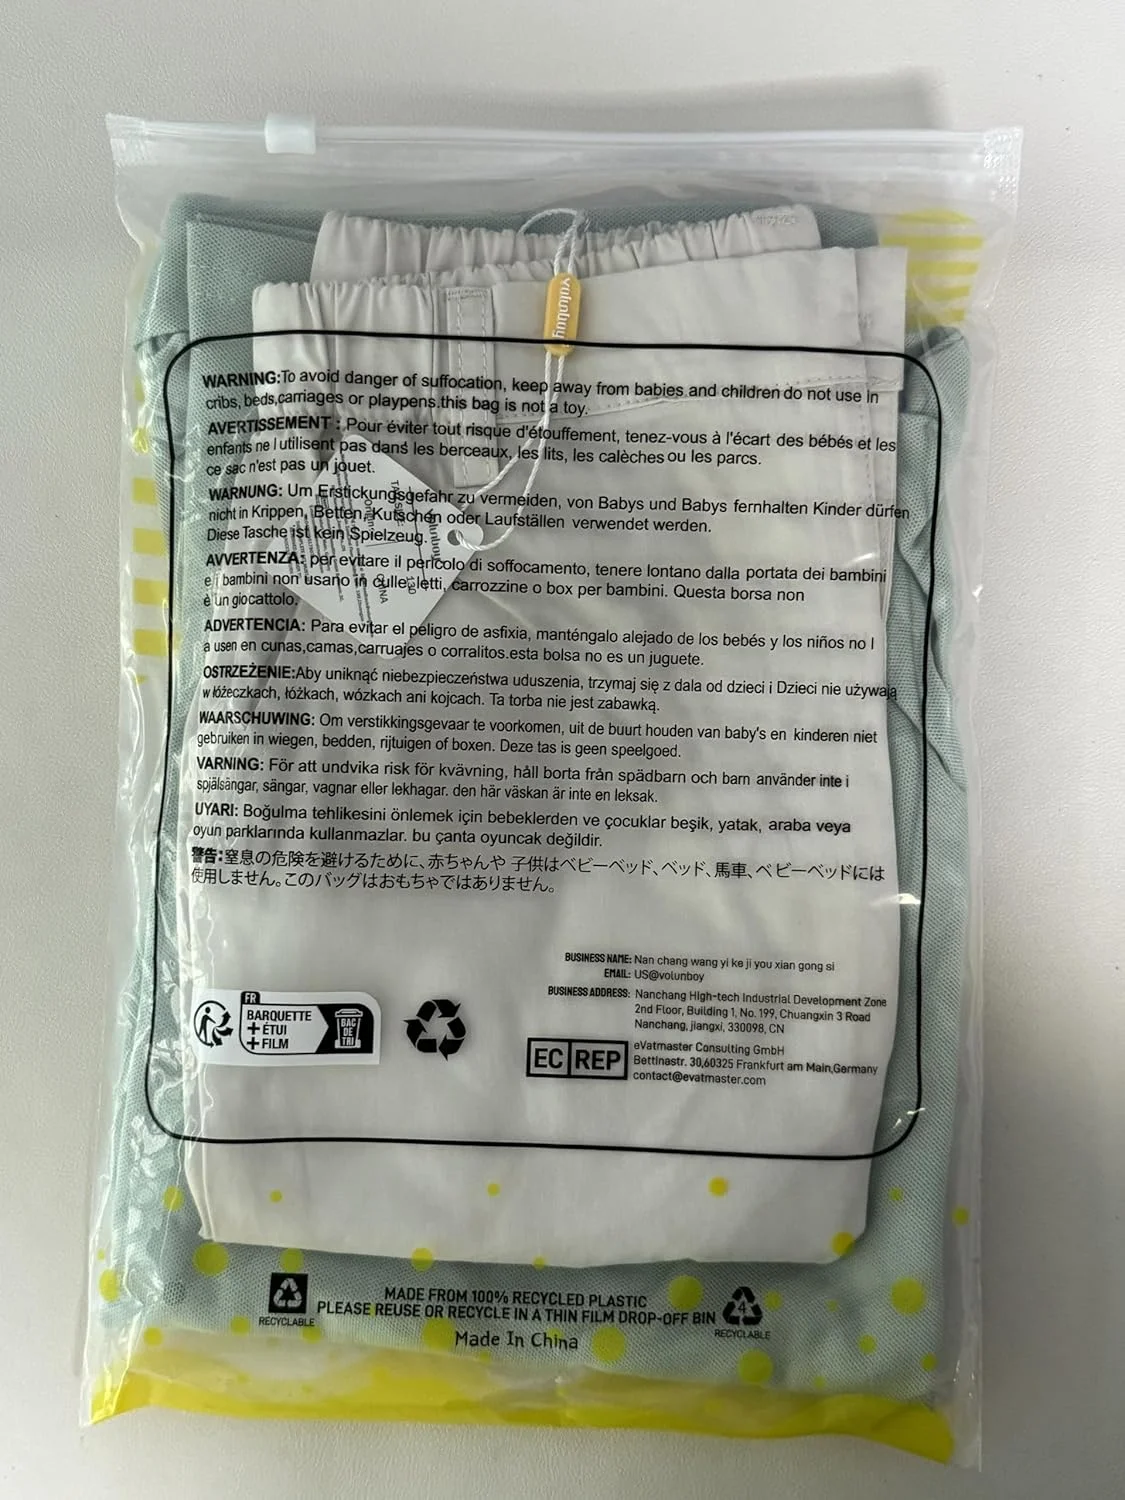 volunboy
WARNING:To avoid danger of suffocation, keep away from babies and children do not use in
cribs, beds,carriages or playpens.this bag is not a toy.
AVERTISSEMENT : Pour éviter tout risque d'étouffement, tenez-vous à l'écart des bébés et les
enfants ne l utilisent pas dans les berceaux, les lits, les calèches ou les parcs.
ce sac n'est pas un jouet.
WARNUNG: Um Erstickungsgefahr zu vermeiden, von Babys und Babys fernhalten Kinder dürfen
nicht in Krippen, Betten, Kutschen oder Laufställen verwendet werden.
Diese Tasche ist kein Spielzeug.
AVVERTENZA: per evitare il pericolo di soffocamento, tenere lontano dalla portata dei bambini
e i bambini non usano in culle, letti, carrozzine o box per bambini. Questa borsa non
è un giocattolo.
ADVERTENCIA: Para evitar el peligro de asfixia, manténgalo alejado de los bebés y los niños no l
a usen en cunas,camas,carruajes o corralitos.esta bolsa no es un juguete.
OSTRZEŻENIE:Aby uniknąć niebezpieczeństwa uduszenia, trzymaj się z dala od dzieci i Dzieci nie używają
w łóżeczkach, łóżkach, wózkach ani kojcach. Ta torba nie jest zabawką.
WAARSCHUWING: Om verstikkingsgevaar te voorkomen, uit de buurt houden van baby's en kinderen niet
gebruiken in wiegen, bedden, rijtuigen of boxen. Deze tas is geen speelgoed.
VARNING: För att undvika risk för kvävning, håll borta från spädbarn och barn använder inte i
spjälsängar, sängar, vagnar eller lekhagar. den här väskan är inte en leksak.
UYARI: Boğulma tehlikesini önlemek için bebeklerden ve çocuklar beşik, yatak, araba veya
oyun parklarında kullanmazlar. bu çanta oyuncak değildir.
警告:窒息の危険を避けるために、赤ちゃんや 子供はベビーベッド、ベッド、馬車、ベビーベッドには
使用しません。このバッグはおもちゃではありません。
BUSINESS NAME: Nan chang wang yi ke ji you xian gong si
EMAIL: US@volunboy
BUSINESS ADDRESS: Nanchang High-tech Industrial Development Zone
2nd Floor, Building 1, No. 199, Chuangxin 3 Road
Nanchang, jiangxi, 330098, CN
EC REP
eVatmaster Consulting GmbH
Bettinastr. 30,60325 Frankfurt am Main,Germany
contact@evatmaster.com
FR
BARQUETTE
+ ÉTUI
+ FILM
BAC
DE
TRI
MADE FROM 100% RECYCLED PLASTIC
PLEASE REUSE OR RECYCLE IN A THIN FILM DROP-OFF BIN
Made In China
RECYCLABLE
4
RECYCLABLE